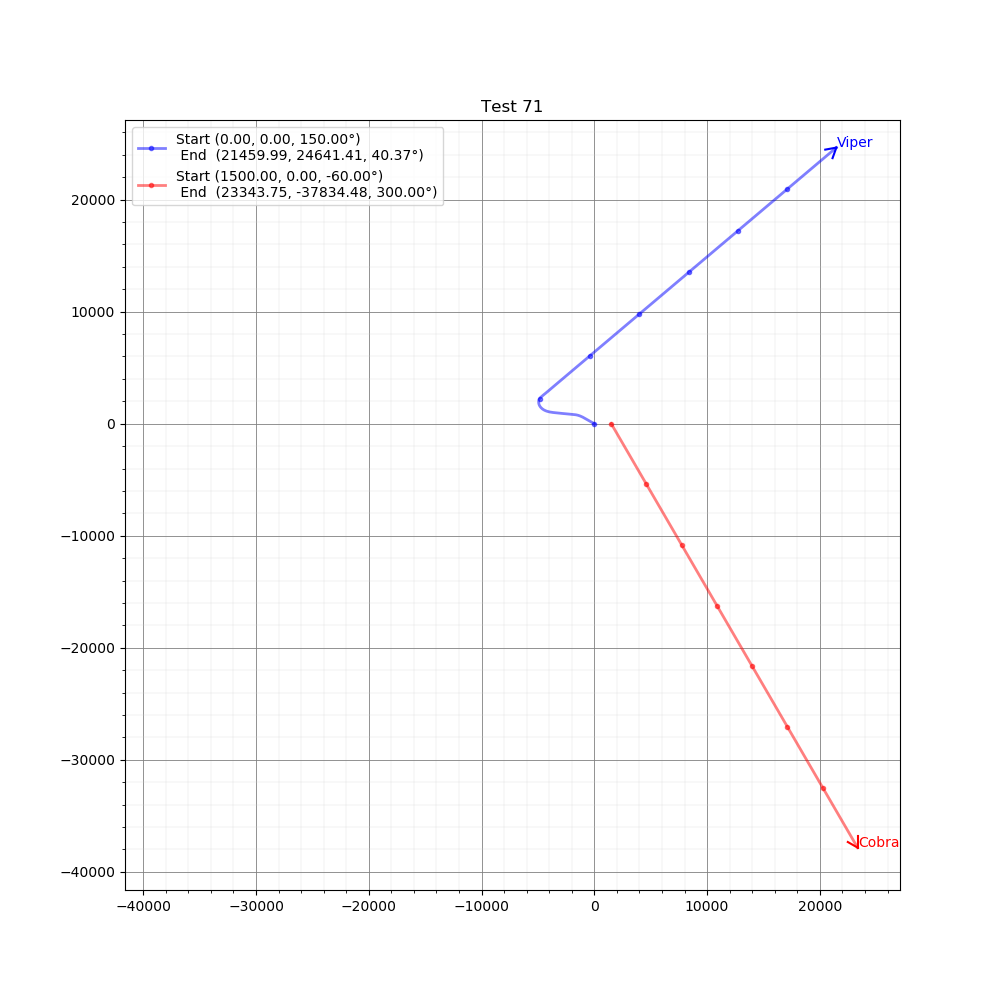 Test 71
Start (0.00, 0.00, 150.00°)
End  (21459.99, 24641.41, 40.37°)
Start (1500.00, 0.00, -60.00°)
End  (23343.75, -37834.48, 300.00°)
Viper
Cobra
20000
10000
0
−10000
−20000
−30000
−40000
−40000
−30000
−20000
−10000
0
10000
20000